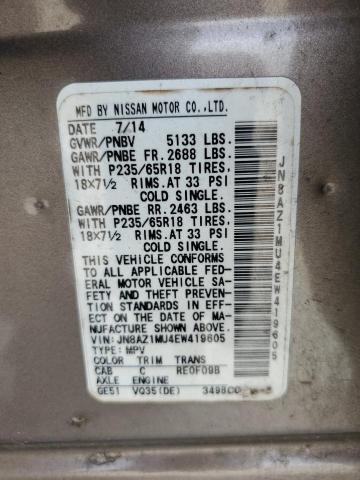 MFD BY NISSAN MOTOR CO.,LTD.
DATE 7/14
GVWR/PNBV 5133 LBS.
GAWR/PNBE FR. 2688 LBS.
WITH P235/65R18 TIRES,
18X7½ RIMS.AT 33 PSI
COLD SINGLE.
GAWR/PNBE RR. 2463 LBS.
WITH P235/65R18 TIRES,
18X7½ RIMS.AT 33 PSI
COLD SINGLE.
THIS VEHICLE CONFORMS
TO ALL APPLICABLE FED-
ERAL MOTOR VEHICLE SA-
FETY AND THEFT PREVEN-
TION STANDARDS IN EFF-
ECT ON THE DATE OF MA-
NUFACTURE SHOWN ABOVE.
VIN: JN8AZ1MU4EW419605
TYPE: MPV
COLOR TRIM TRANS
CAB C RE0F09B
AXLE ENGINE
GE51 VQ35(DE)
JN8AZ1MU4EW419605